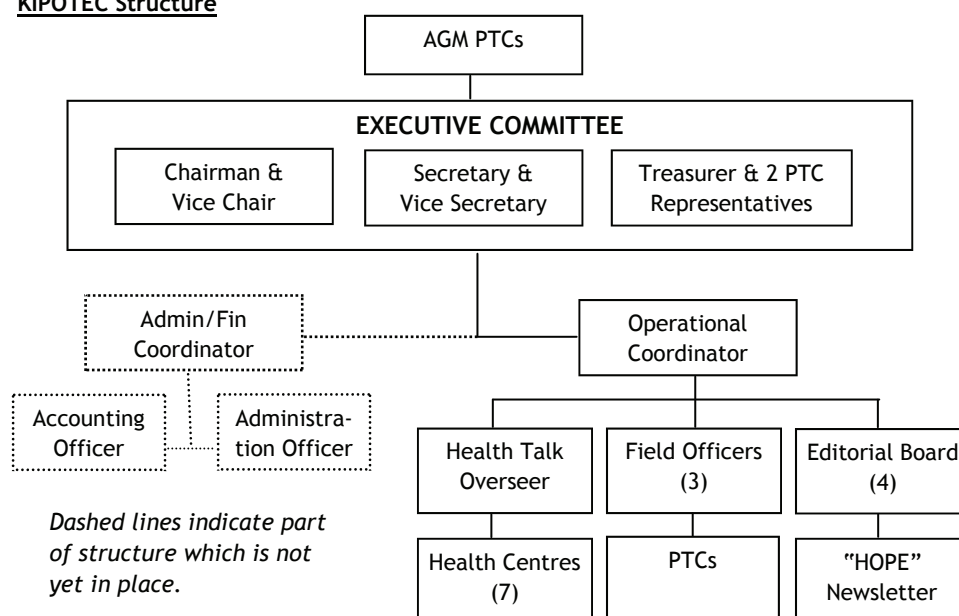 KIPOTEC Structure
AGM PTCs
EXECUTIVE COMMITTEE
Chairman &
Vice Chair
Secretary &
Vice Secretary
Treasurer & 2 PTC
Representatives
Admin/Fin
Coordinator
Operational
Coordinator
Accounting
Officer
Administra-
tion Officer
Health Talk
Overseer
Field Officers
(3)
Editorial Board
(4)
Dashed lines indicate part
of structure which is not
yet in place.
Health Centres
(7)
PTCs
“HOPE”
Newsletter